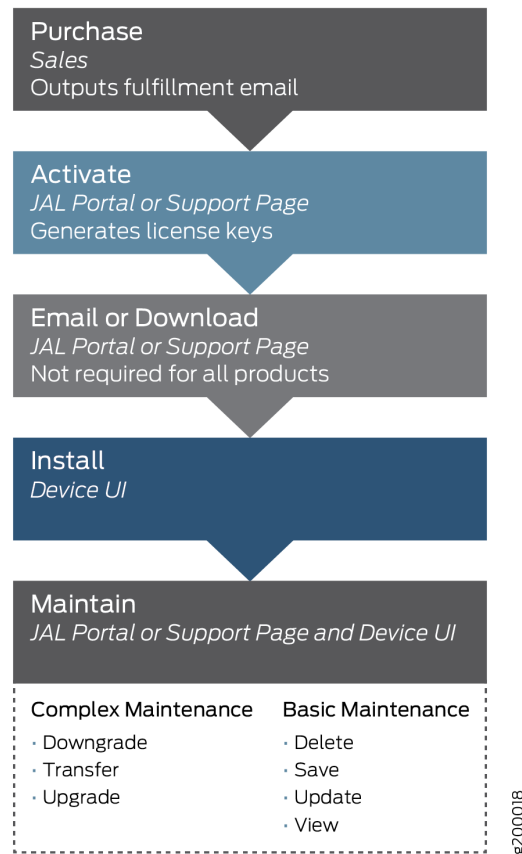 Purchase
Sales
Outputs fulfillment email
Activate
JAL Portal or Support Page
Generates license keys
Email or Download
JAL Portal or Support Page
Not required for all products
Install
Device UI
Maintain
JAL Portal or Support Page and Device UI
Complex Maintenance
· Downgrade
· Transfer
· Upgrade
Basic Maintenance
· Delete
· Save
· Update
· View
g200018